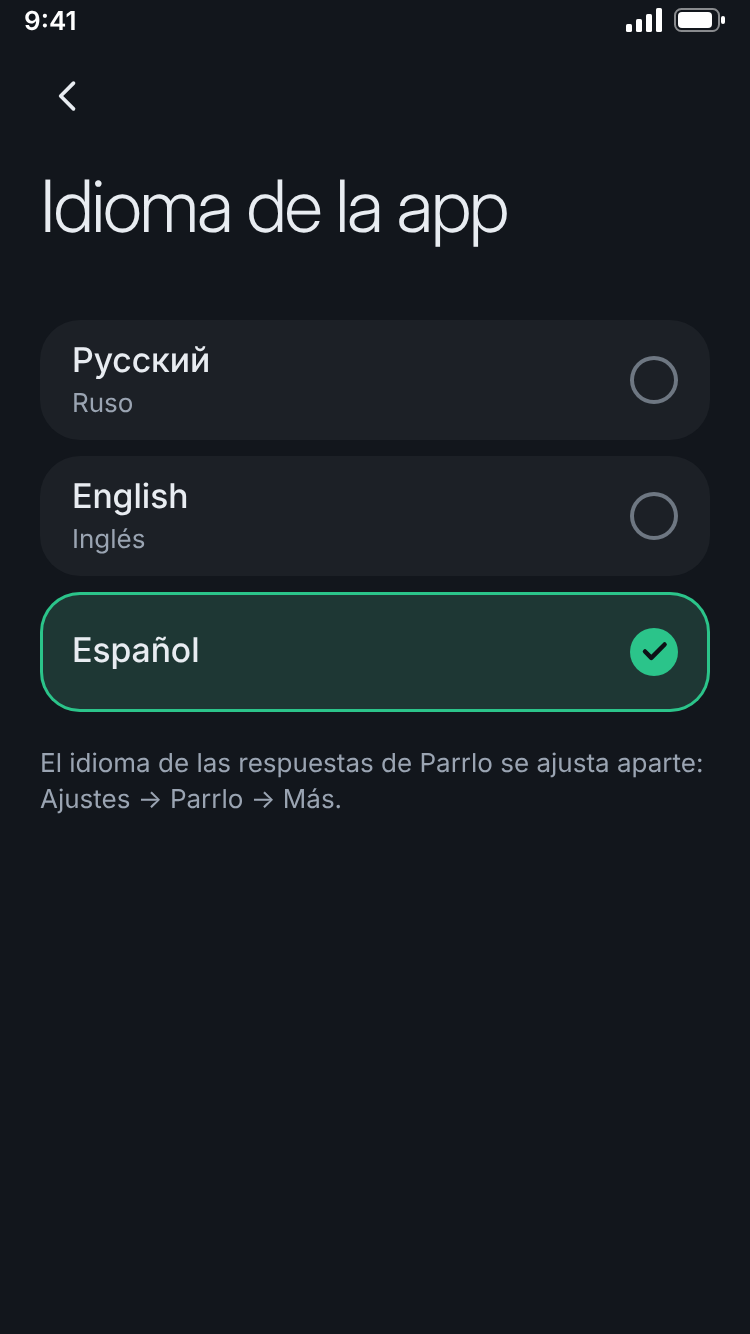 9:41
Idioma de la app
Русский
Ruso
English
Inglés
Español
El idioma de las respuestas de Parrlo se ajusta aparte:
Ajustes → Parrlo → Más.